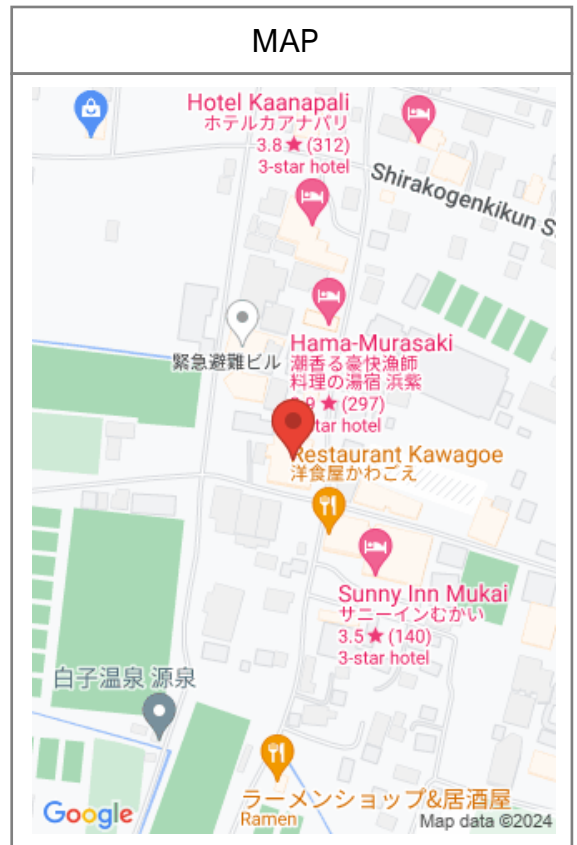 MAP
Hotel Kaanapali
ホテルカアナパリ
3.8★(312)
3-star hotel
Shirakogenkikun S
緊急避難ビル
Hama-Murasaki
潮香る豪快漁師
料理の湯宿 浜紫
9★(297)
tar hotel
Restaurant Kawagoe
洋食屋かわごえ
Sunny Inn Mukai
サニーインむかい
3.5★(140)
3-star hotel
白子温泉 源泉
ラーメンショップ&居酒屋
Ramen
Google
Map data ©2024